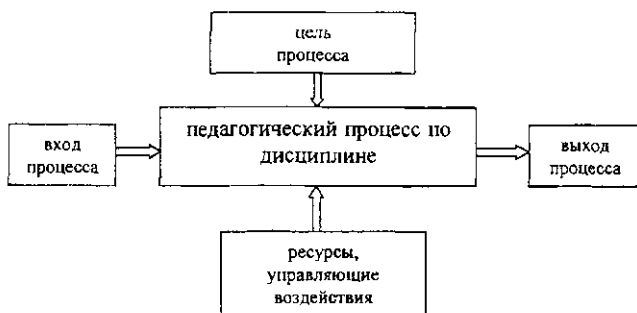 цель
процесса
педагогический процесс по
дисциплине
вход
процесса
выход
процесса
ресурсы,
управляющие
воздействия